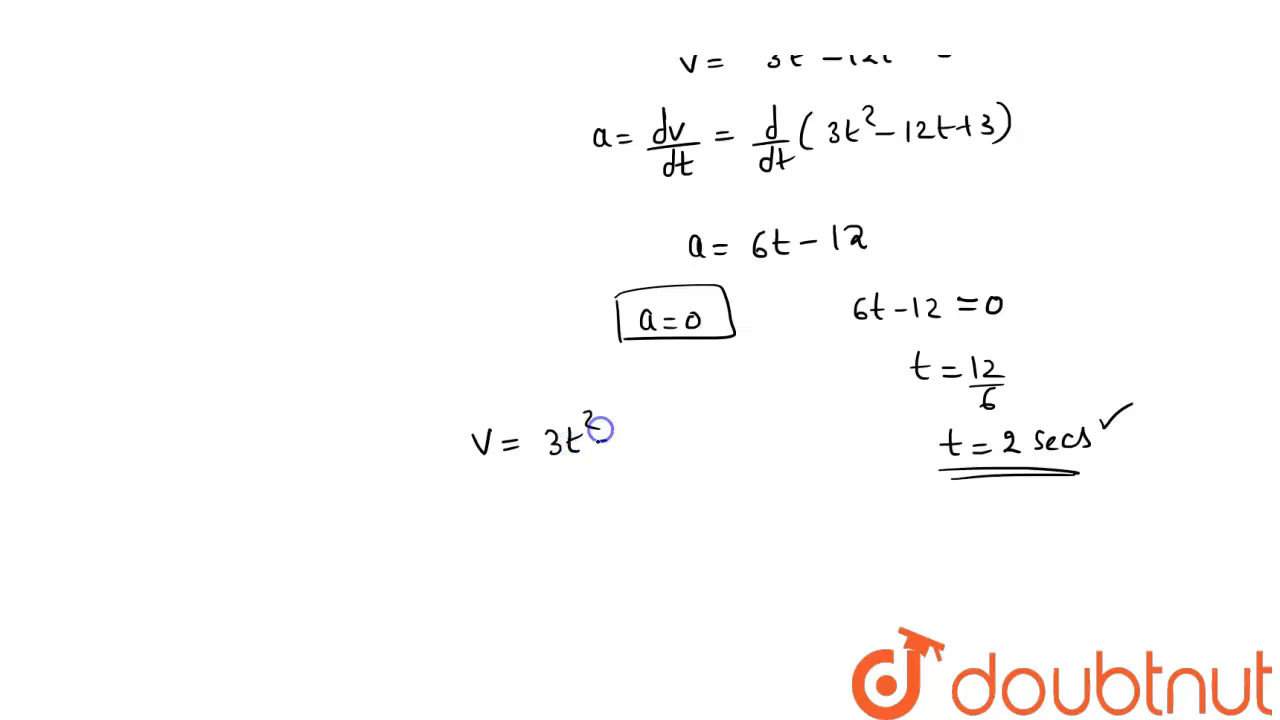 v =
a = dv/dt = d/dt ( 3t² - 12t + 3 )
a = 6t - 12
a = 0
6t - 12 = 0
t = 12/6
t = 2 secs ✓
V = 3t²
doubtnut